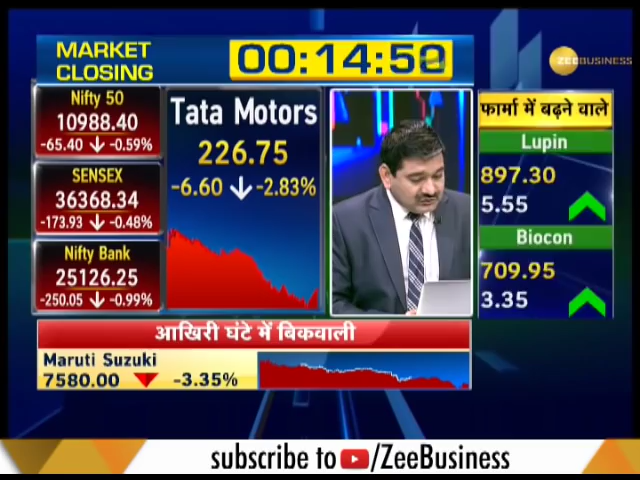 MARKET
CLOSING
00:14:58
ZEEBUSINESS
Nifty 50
10988.40
-65.40 -0.59%
SENSEX
36368.34
-173.93 -0.48%
Nifty Bank
25126.25
-250.05 -0.99%
Tata Motors
226.75
-6.60 -2.83%
फार्मा में बढ़ने वाले
Lupin
897.30
5.55
Biocon
709.95
3.35
आखिरी घंटे में बिकवाली
Maruti Suzuki
7580.00 -3.35%
subscribe to /ZeeBusiness